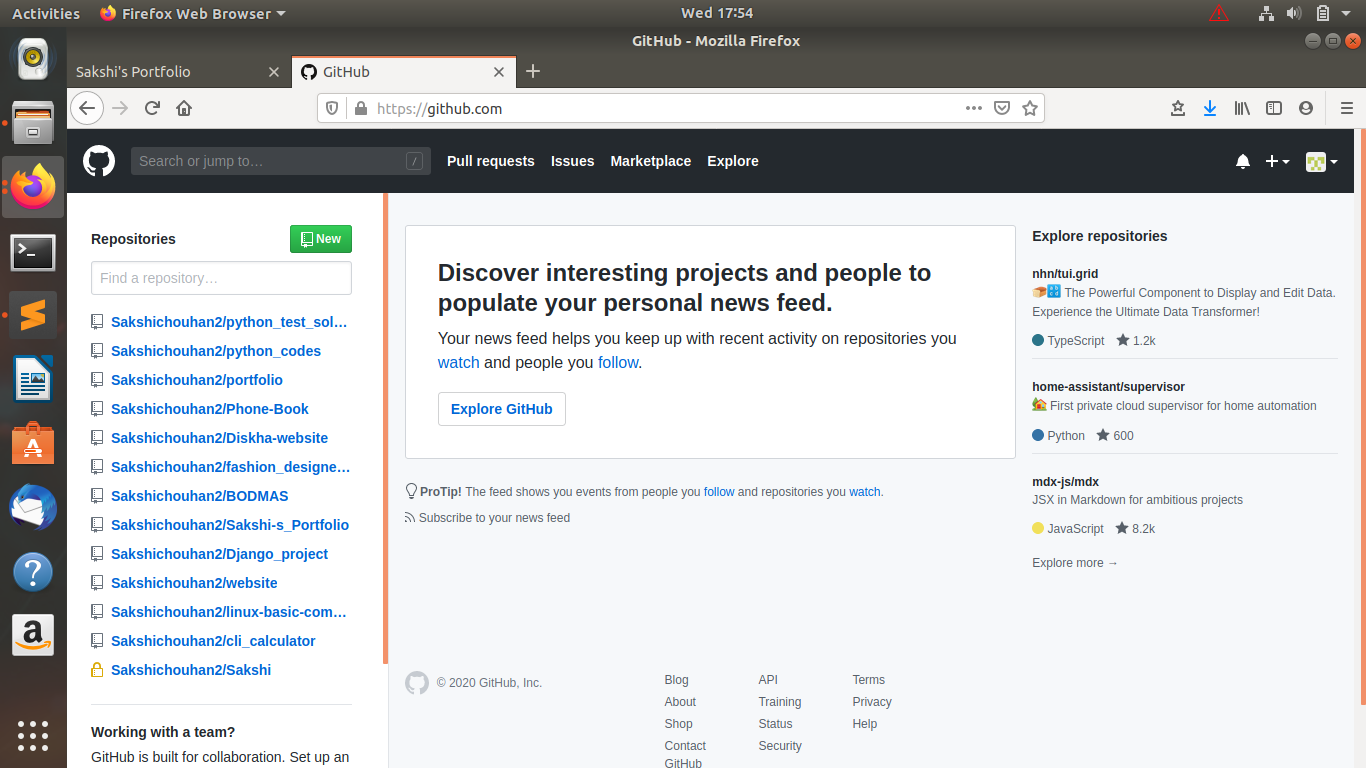 Activities
Firefox Web Browser
Wed 17:54
GitHub - Mozilla Firefox
Sakshi's Portfolio
GitHub
https://github.com
Search or jump to…
/
Pull requests
Issues
Marketplace
Explore
Repositories
New
Find a repository…
Sakshichouhan2/python_test_sol…
Sakshichouhan2/python_codes
Sakshichouhan2/portfolio
Sakshichouhan2/Phone-Book
Sakshichouhan2/Diskha-website
Sakshichouhan2/fashion_designe…
Sakshichouhan2/BODMAS
Sakshichouhan2/Sakshi-s_Portfolio
Sakshichouhan2/Django_project
Sakshichouhan2/website
Sakshichouhan2/linux-basic-com…
Sakshichouhan2/cli_calculator
Sakshichouhan2/Sakshi
Working with a team?
GitHub is built for collaboration. Set up an
Discover interesting projects and people to
populate your personal news feed.
Your news feed helps you keep up with recent activity on repositories you
watch and people you follow.
Explore GitHub
ProTip! The feed shows you events from people you follow and repositories you watch.
Subscribe to your news feed
Explore repositories
nhn/tui.grid
The Powerful Component to Display and Edit Data.
Experience the Ultimate Data Transformer!
TypeScript 1.2k
home-assistant/supervisor
First private cloud supervisor for home automation
Python 600
mdx-js/mdx
JSX in Markdown for ambitious projects
JavaScript 8.2k
Explore more →
© 2020 GitHub, Inc.
Blog
About
Shop
Contact
GitHub
API
Training
Status
Security
Terms
Privacy
Help